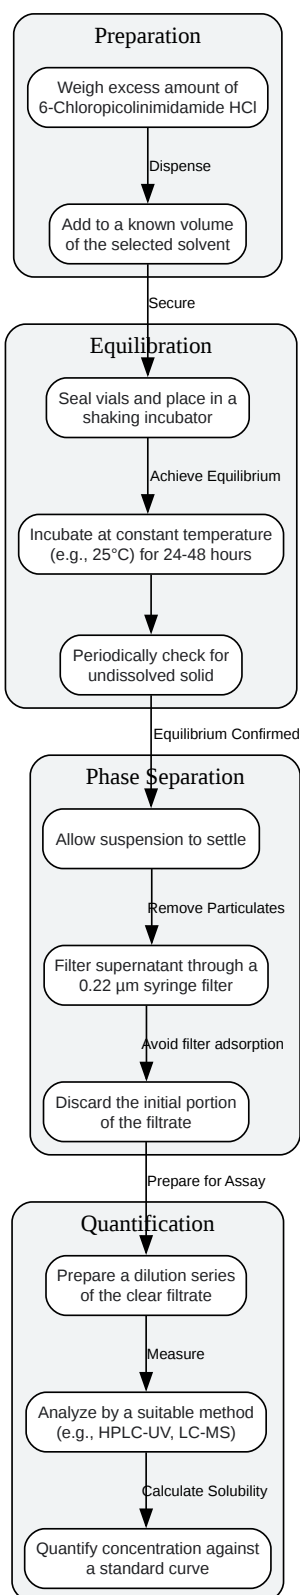 Preparation
Weigh excess amount of
6-Chloropicolinimidamide HCl
Dispense
Add to a known volume
of the selected solvent
Secure
Equilibration
Seal vials and place in a
shaking incubator
Achieve Equilibrium
Incubate at constant temperature
(e.g., 25°C) for 24-48 hours
Periodically check for
undissolved solid
Equilibrium Confirmed
Phase Separation
Allow suspension to settle
Remove Particulates
Filter supernatant through a
0.22 µm syringe filter
Avoid filter adsorption
Discard the initial portion
of the filtrate
Prepare for Assay
Quantification
Prepare a dilution series
of the clear filtrate
Measure
Analyze by a suitable method
(e.g., HPLC-UV, LC-MS)
Calculate Solubility
Quantify concentration against
a standard curve